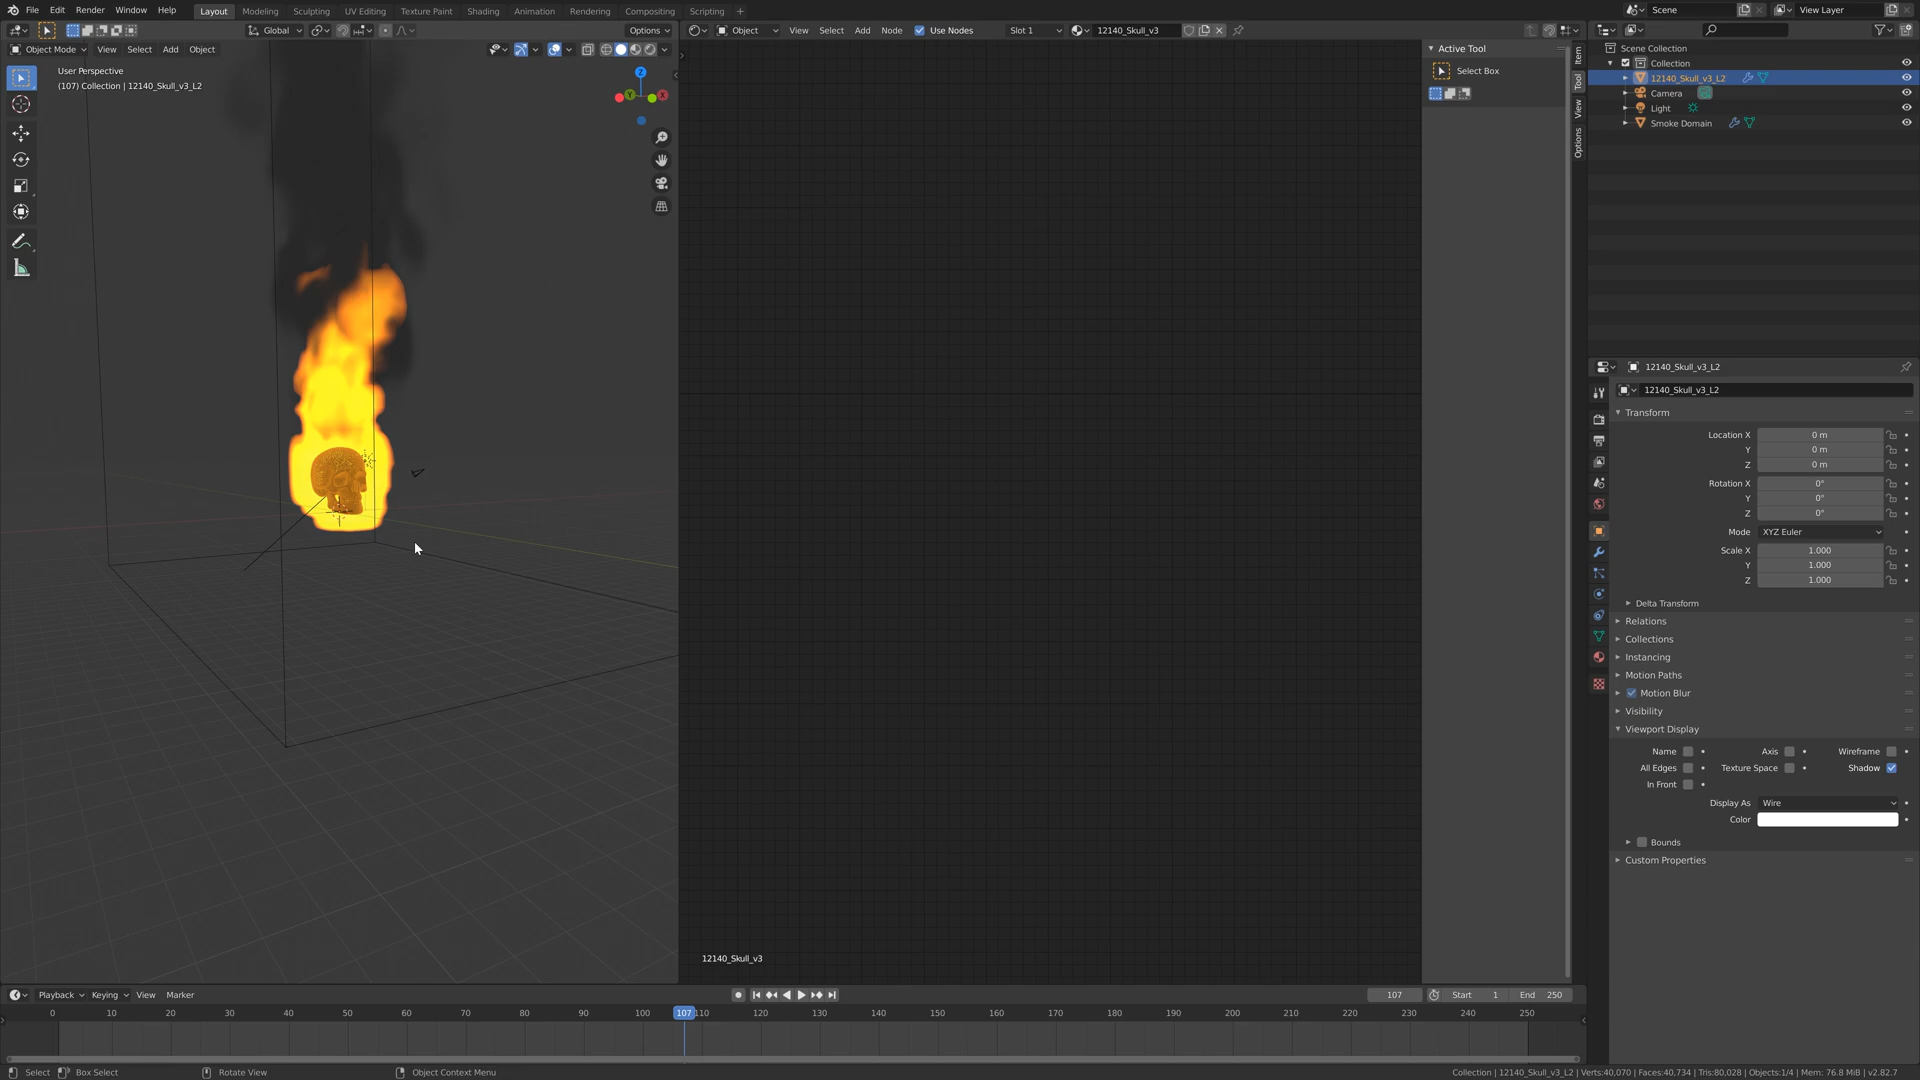 File Edit Render Window Help Layout Modeling Sculpting UV Editing Texture Paint Shading Animation Rendering Compositing Scripting + Scene View Layer
Global Options Object View Select Add Node Use Nodes Slot 1 12140_Skull_v3
Object Mode View Select Add Object
User Perspective
(107) Collection | 12140_Skull_v3_L2
Z
Y
X
12140_Skull_v3
Active Tool
Select Box
Item
Tool
View
Options
Scene Collection
Collection
12140_Skull_v3_L2
Camera
Light
Smoke Domain
12140_Skull_v3_L2
12140_Skull_v3_L2
Transform
Location X 0 m
Y 0 m
Z 0 m
Rotation X 0°
Y 0°
Z 0°
Mode XYZ Euler
Scale X 1.000
Y 1.000
Z 1.000
Delta Transform
Relations
Collections
Instancing
Motion Paths
Motion Blur
Visibility
Viewport Display
Name Axis Wireframe
All Edges Texture Space Shadow
In Front
Display As Wire
Color
Bounds
Custom Properties
Playback Keying View Marker 107 Start 1 End 250
0 10 20 30 40 50 60 70 80 90 100 107 110 120 130 140 150 160 170 180 190 200 210 220 230 240 250
Select Box Select Rotate View Object Context Menu Collection | 12140_Skull_v3_L2 | Verts:40,070 | Faces:40,734 | Tris:80,028 | Objects:1/4 | Mem: 76.8 MiB | v2.82.7